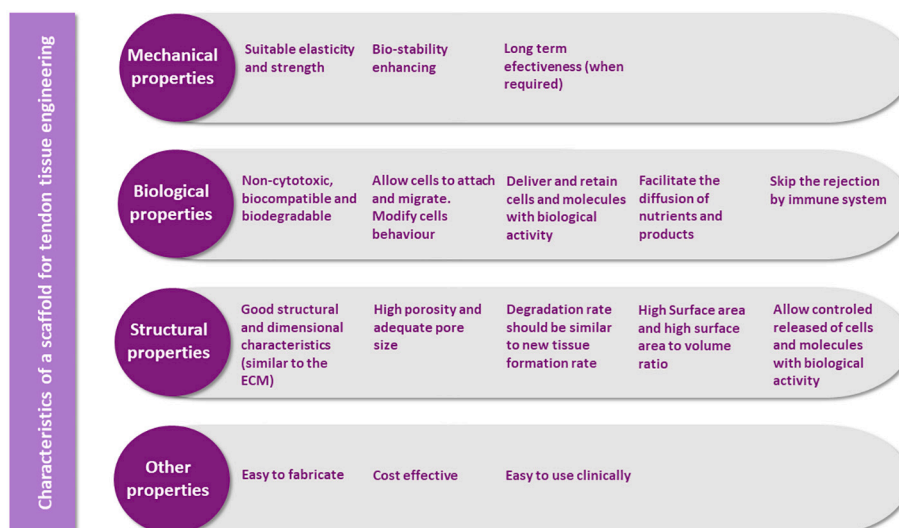 Characteristics of a scaffold for tendon tissue engineering
Mechanical
properties
Suitable elasticity
and strength
Bio-stability
enhancing
Long term
efectiveness (when
required)
Biological
properties
Non-cytotoxic,
biocompatible and
biodegradable
Allow cells to attach
and migrate.
Modify cells
behaviour
Deliver and retain
cells and molecules
with biological
activity
Facilitate the
diffusion of
nutrients and
products
Skip the rejection
by immune system
Structural
properties
Good structural
and dimensional
characteristics
(similar to the
ECM)
High porosity and
adequate pore
size
Degradation rate
should be similar
to new tissue
formation rate
High Surface area
and high surface
area to volume
ratio
Allow controled
released of cells
and molecules
with biological
activity
Other
properties
Easy to fabricate
Cost effective
Easy to use clinically